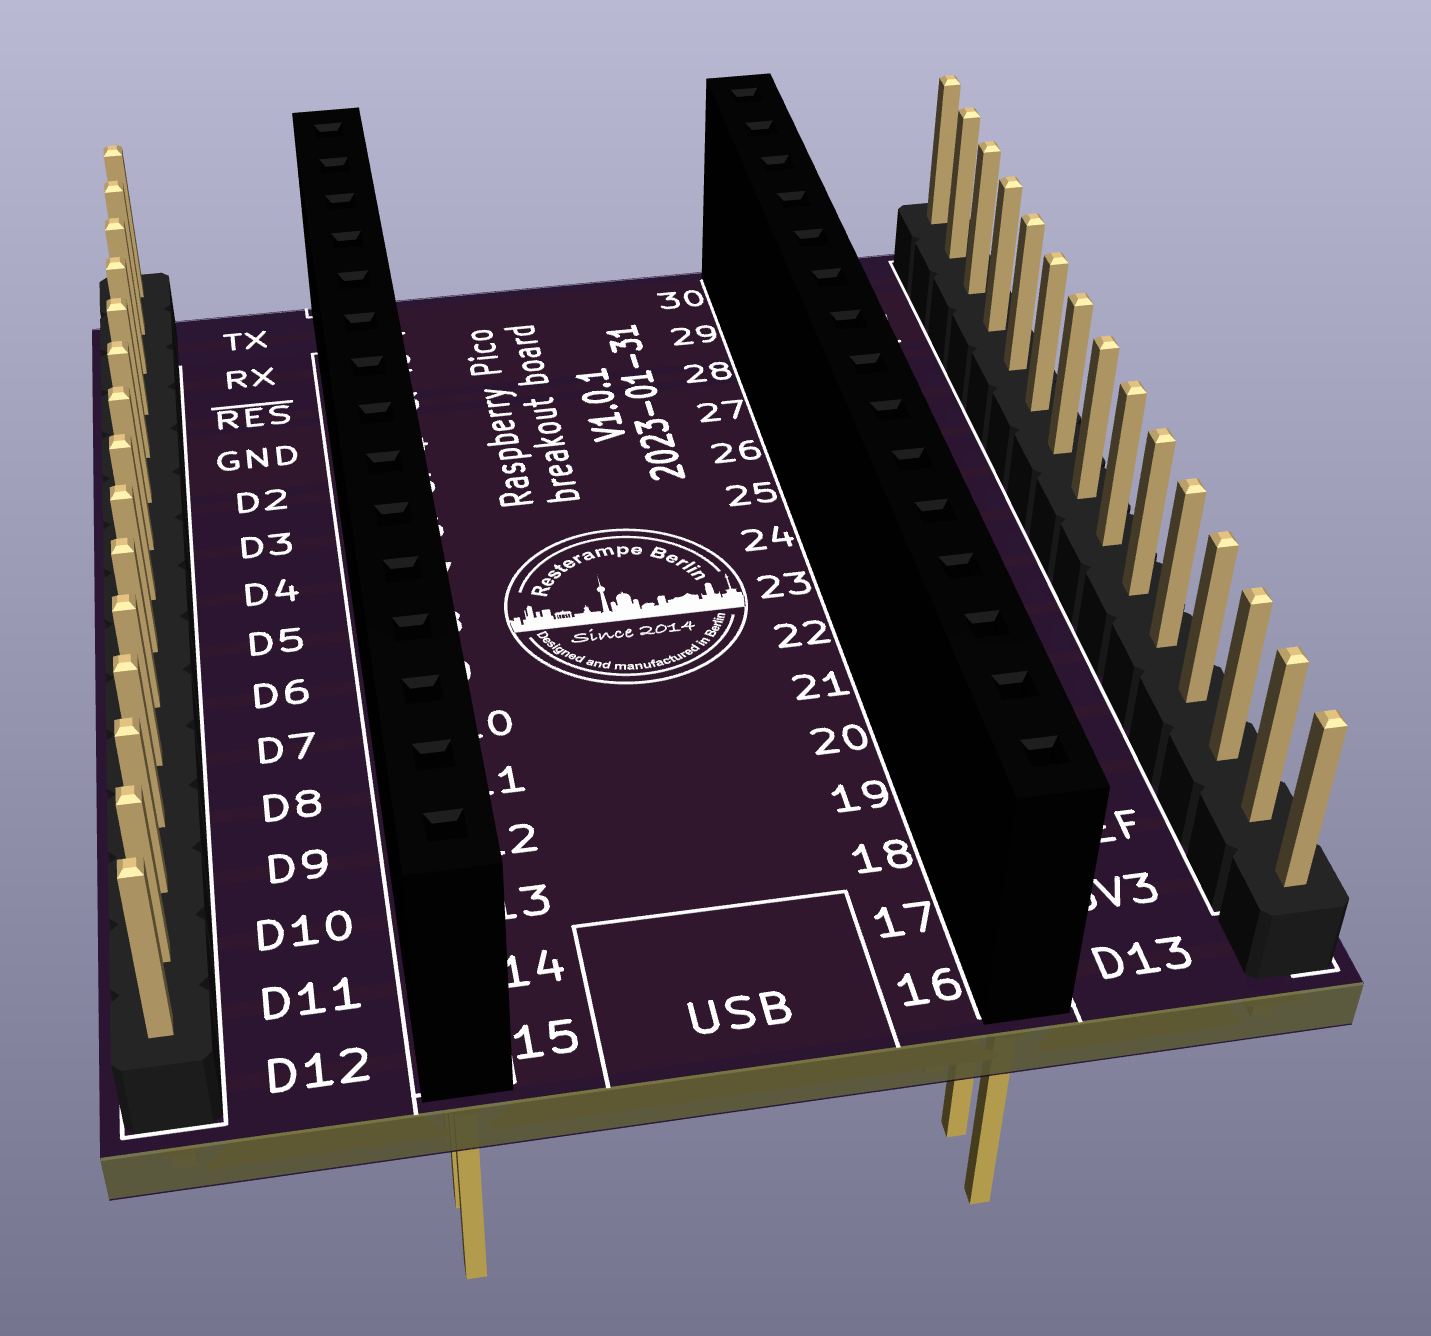 TX
RX
RES
GND
D2
D3
D4
D5
D6
D7
D8
D9
D10
D11
D12
Raspberry Pico
breakout board
V1.0.1
2023-01-31
Resterampe Berlin
Since 2014
Designed and manufactured in Berlin
13
14
15
30
29
28
27
26
25
24
23
22
21
20
19
18
17
16
USB
D13